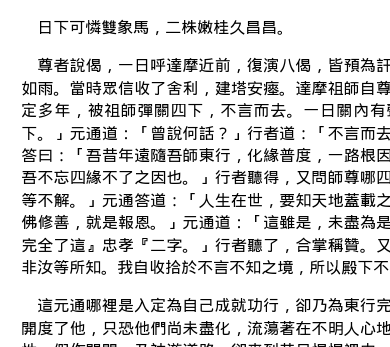 日下可憐雙象馬，二株嫩桂久昌昌。
尊者說偈，一日呼達摩近前，復演八偈，皆預為
如雨。當時眾信收了舍利，建塔安瘞。達摩祖師自尊
定多年，被祖師彈關四下，不言而去。一日關內有
下。」元通道：「曾說何話？」行者道：「不言而去
答曰：「吾昔年遠隨吾師東行，化緣普度，一路根因
吾不忘四緣不了之因也。」行者聽得，又問師尊哪四
等不解。」元通答道：「人生在世，要知天地蓋載之
佛修善，就是報恩。」元通道：「這雖是，未盡為是
完全了這』忠孝『二字。」行者聽了，合掌稱贊。又
非汝等所知。我自收拾於不言不知之境，所以殿下不
這元通哪裡是入定為自己成就功行，卻乃為東行完
開度了他，只恐他們尚未盡化，流蕩著在不明人心地